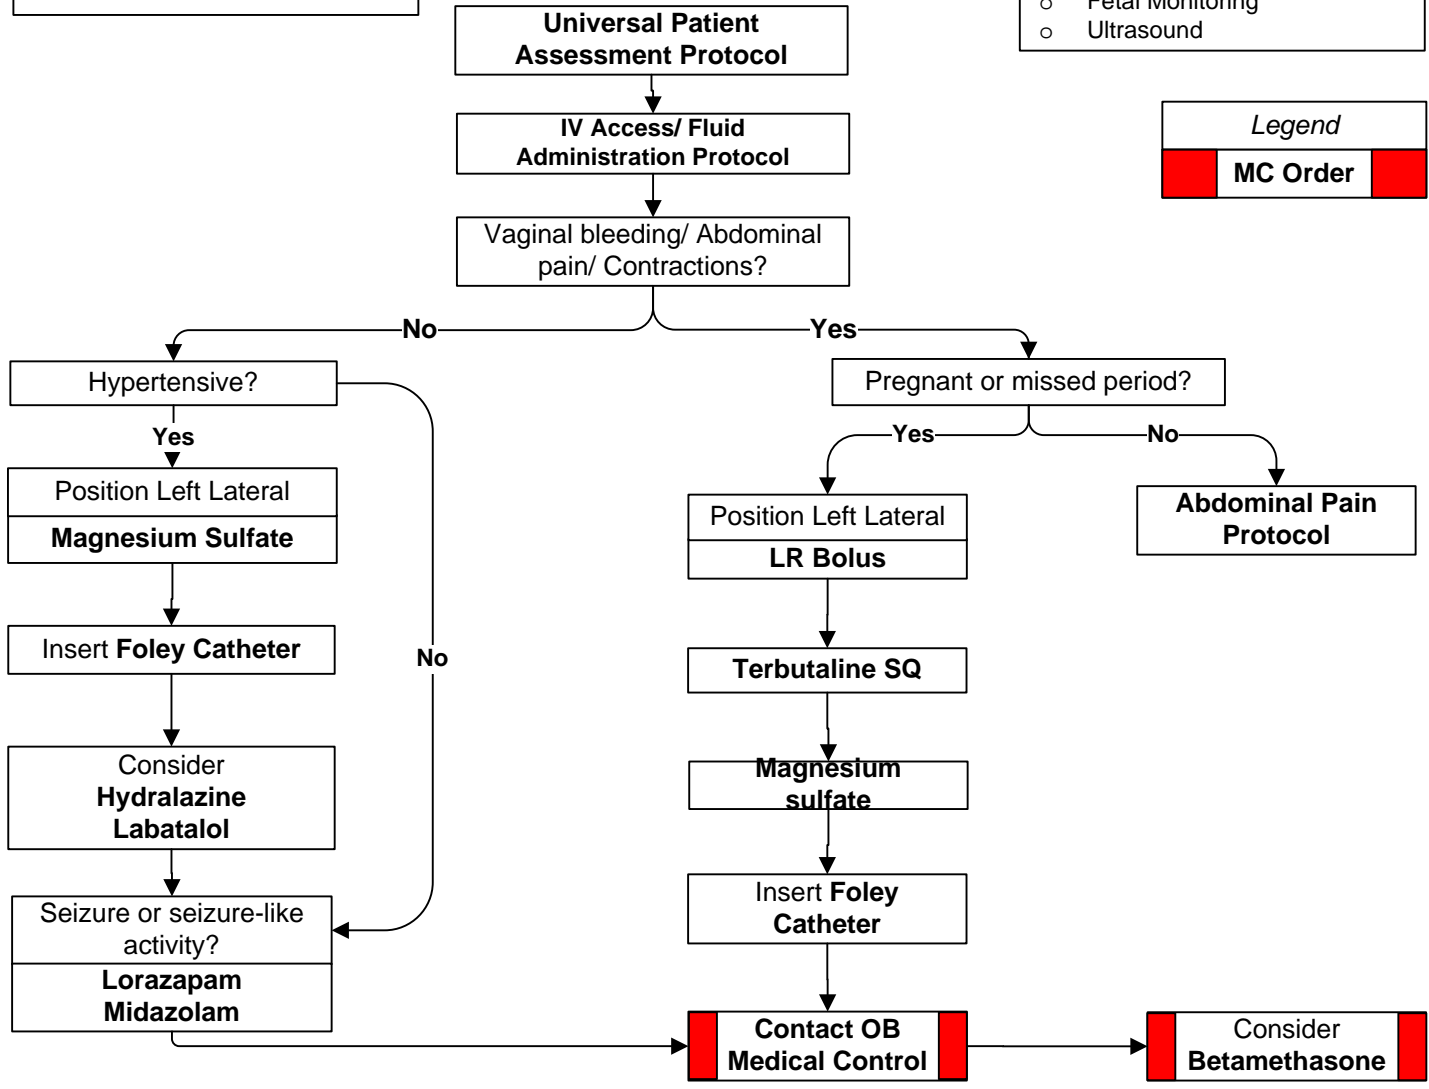 Fetal Monitoring
o Ultrasound
Universal Patient
Assessment Protocol
IV Access/ Fluid
Administration Protocol
Legend
MC Order
Vaginal bleeding/ Abdominal
pain/ Contractions?
No
Yes
Hypertensive?
Pregnant or missed period?
Yes
No
Yes
No
Position Left Lateral
Magnesium Sulfate
Position Left Lateral
LR Bolus
Abdominal Pain
Protocol
Insert Foley Catheter
No
Terbutaline SQ
Consider
Hydralazine
Labatalol
Magnesium
sulfate
Seizure or seizure-like
activity?
Lorazapam
Midazolam
Insert Foley
Catheter
Contact OB
Medical Control
Consider
Betamethasone